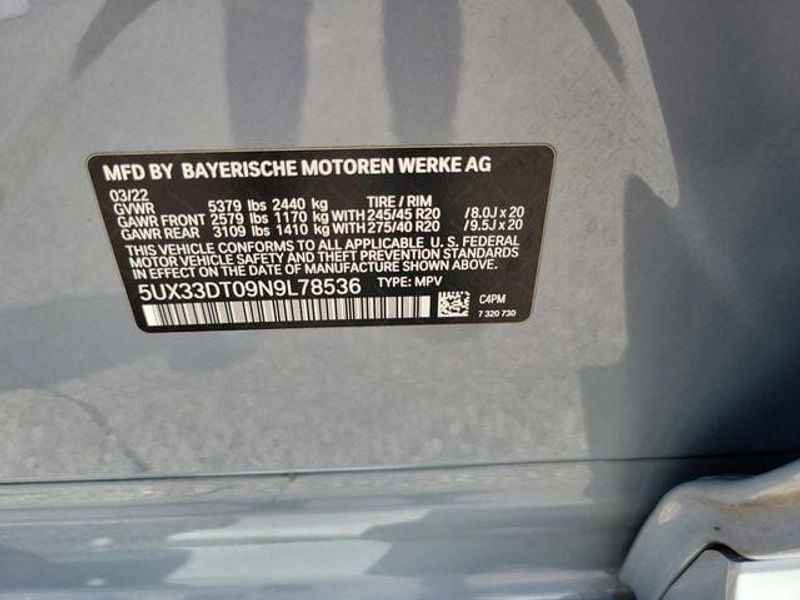 MFD BY BAYERISCHE MOTOREN WERKE AG
03/22
GVWR 5379 lbs 2440 kg TIRE / RIM
GAWR FRONT 2579 lbs 1170 kg WITH 245/45 R20 /8.0J x 20
GAWR REAR 3109 lbs 1410 kg WITH 275/40 R20 /9.5J x 20
THIS VEHICLE CONFORMS TO ALL APPLICABLE U. S. FEDERAL
MOTOR VEHICLE SAFETY AND THEFT PREVENTION STANDARDS
IN EFFECT ON THE DATE OF MANUFACTURE SHOWN ABOVE.
5UX33DT09N9L78536 TYPE: MPV
C4PM
7 320 730